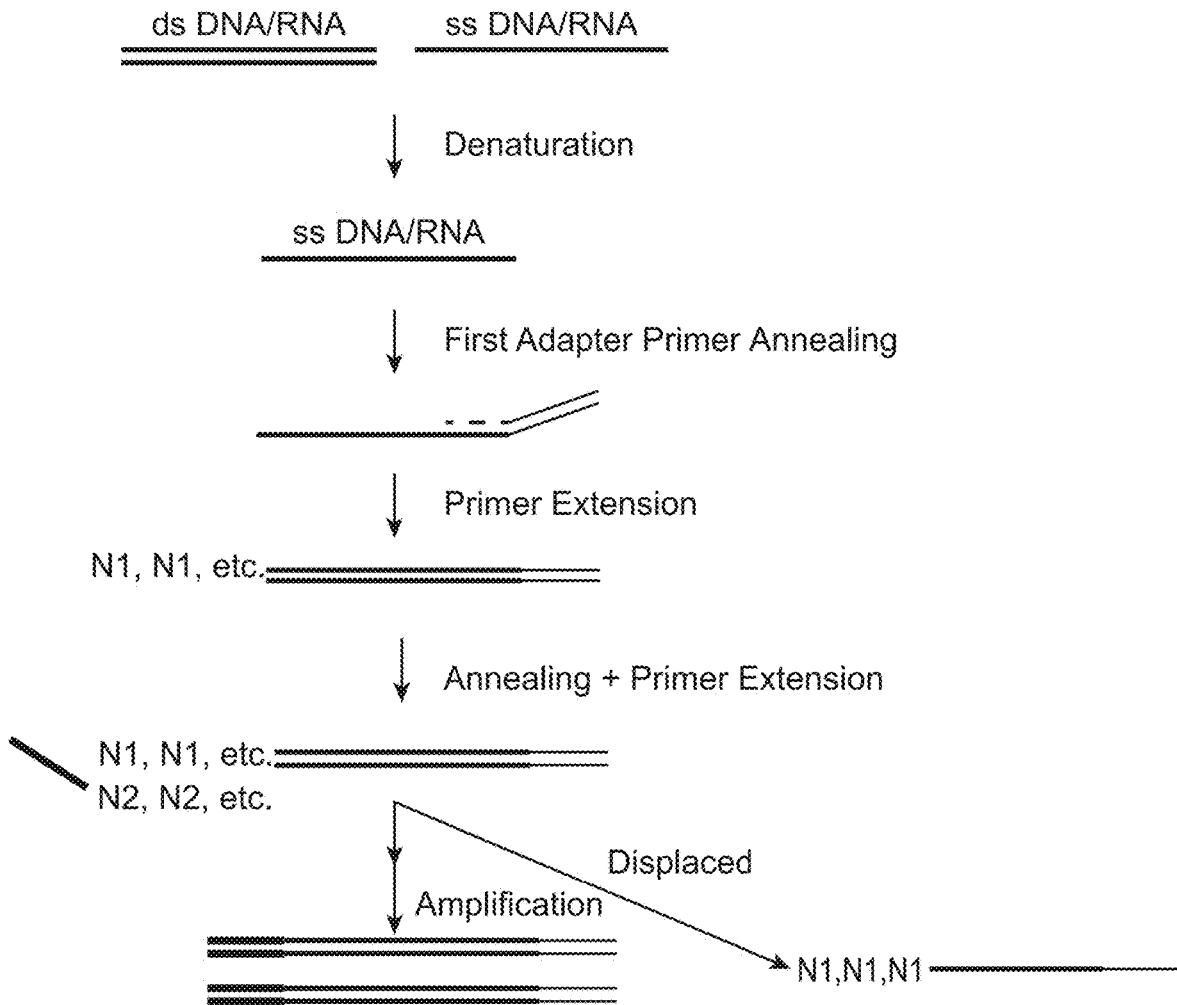 ds DNA/RNA ss DNA/RNA
Denaturation
ss DNA/RNA
First Adapter Primer Annealing
Primer Extension
N1, N1, etc.
Annealing + Primer Extension
N1, N1, etc.
N2, N2, etc.
Displaced
Amplification
N1,N1,N1